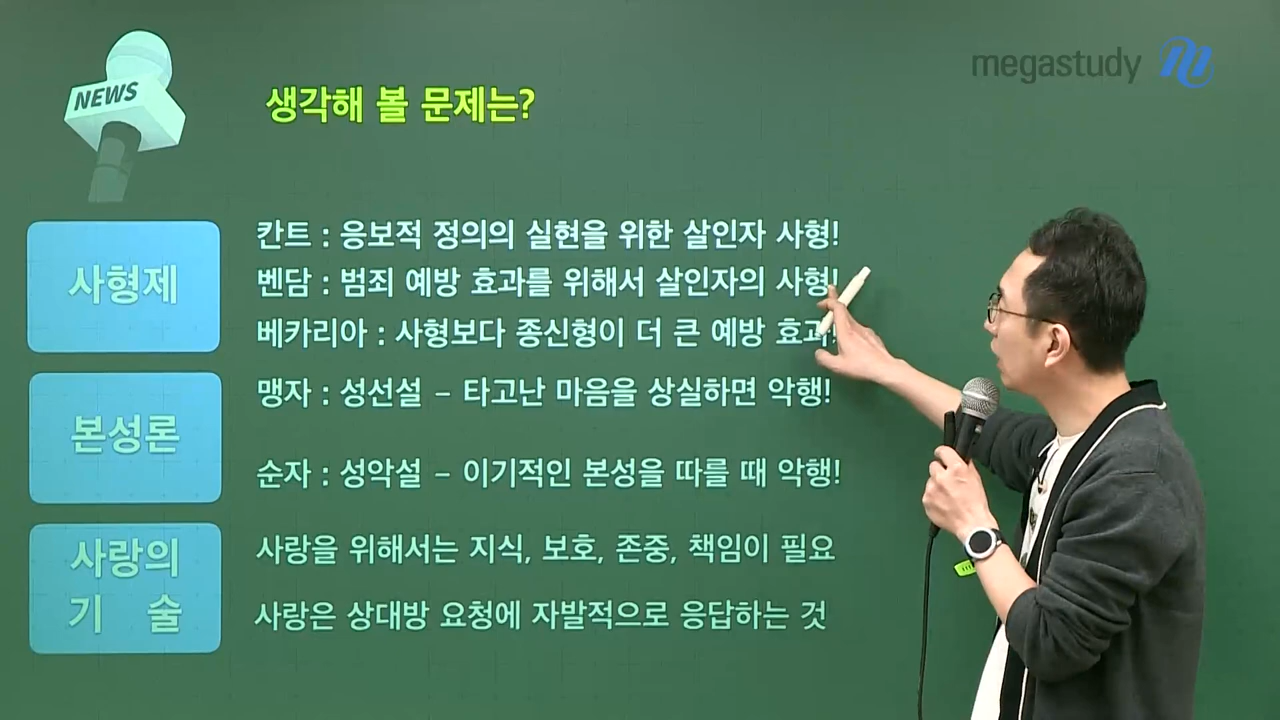 megastudy
NEWS
생각해 볼 문제는?
사형제
칸트 : 응보적 정의의 실현을 위한 살인자 사형!
벤담 : 범죄 예방 효과를 위해서 살인자의 사형!
베카리아 : 사형보다 종신형이 더 큰 예방 효과!
본성론
맹자 : 성선설 – 타고난 마음을 상실하면 악행!
순자 : 성악설 – 이기적인 본성을 따를 때 악행!
사랑의
기 술
사랑을 위해서는 지식, 보호, 존중, 책임이 필요
사랑은 상대방 요청에 자발적으로 응답하는 것